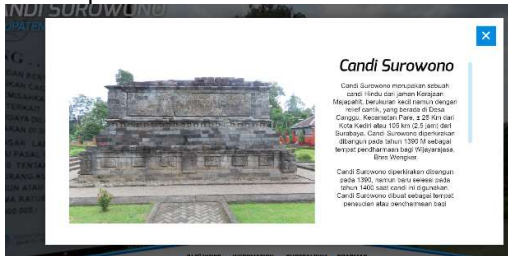 Candi Surowono
Candi Surowono merupakan sebuah
candi Hindu dari jaman Kerajaan
Majapahit, berukuran kecil namun dengan
relief cantik, yang berada di Desa
Canggu, Kecamatan Pare, ± 25 Km dari
Kota Kediri atau 105 km (2,5 jam) dari
Surabaya. Candi Surowono diperkirakan
dibangun pada tahun 1390 M sebagai
tempat pendharmaan bagi Wijayarajasa,
Bhre Wengker.
Candi Surowono diperkirakan dibangun
pada 1390, namun baru selesai pada
tahun 1400 saat candi ini digunakan.
Candi Surowono dibuat sebagai tempat
pensucian atau pendharmaan bagi